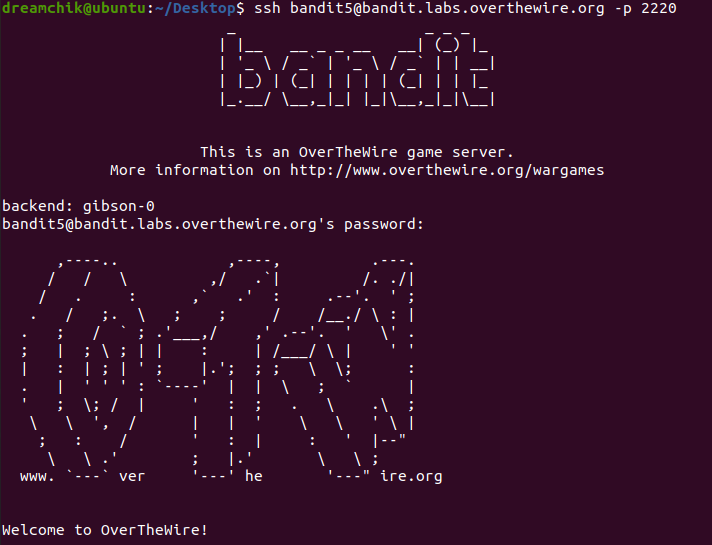 dreamchik@ubuntu:~/Desktop$ ssh bandit5@bandit.labs.overthewire.org -p 2220
bandit
This is an OverTheWire game server.
More information on http://www.overthewire.org/wargames
backend: gibson-0
bandit5@bandit.labs.overthewire.org's password:
www. ver he ire.org
Welcome to OverTheWire!